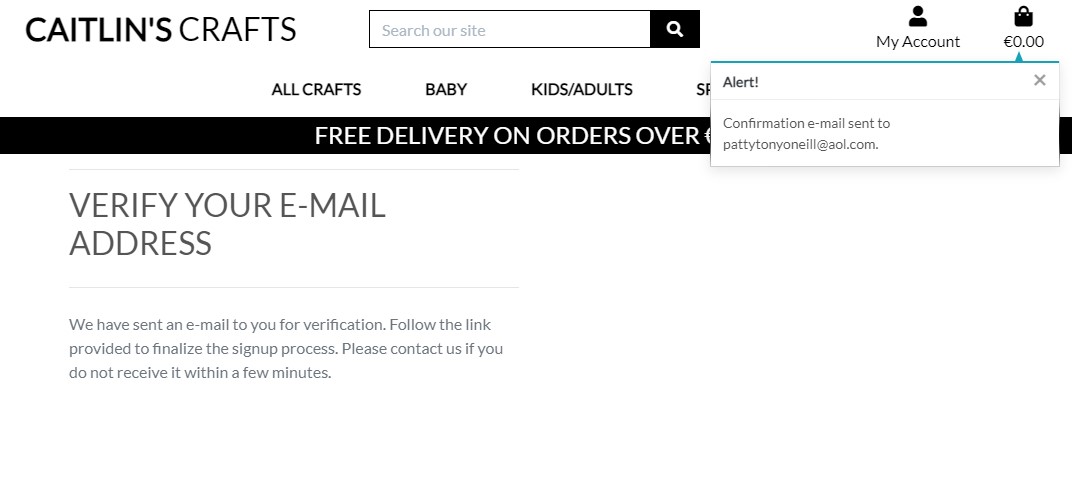 CAITLIN'S CRAFTS
Search our site
My Account
€0.00
ALL CRAFTS
BABY
KIDS/ADULTS
FREE DELIVERY ON ORDERS OVER
Alert!
×
Confirmation e-mail sent to
pattytonyoneill@aol.com.
VERIFY YOUR E-MAIL
ADDRESS
We have sent an e-mail to you for verification. Follow the link
provided to finalize the signup process. Please contact us if you
do not receive it within a few minutes.